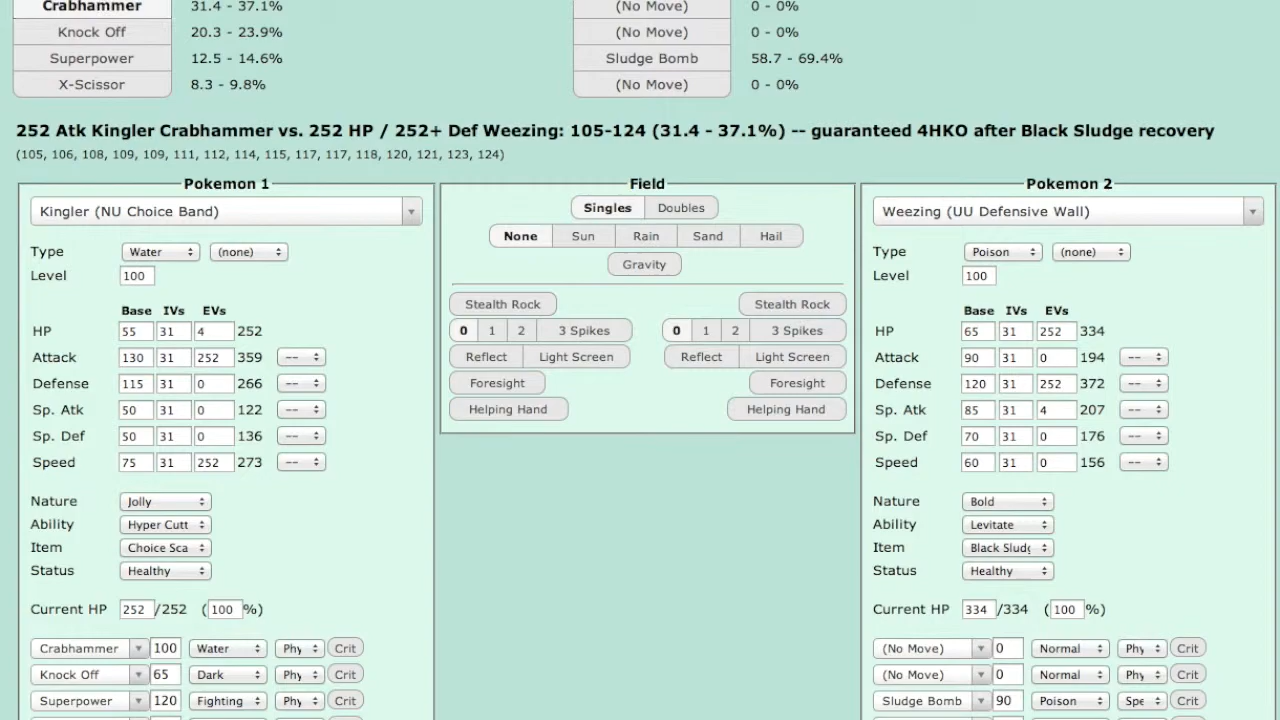 Crabhammer 31.4 - 37.1% (No Move) 0 - 0%
Knock Off 20.3 - 23.9% (No Move) 0 - 0%
Superpower 12.5 - 14.6% Sludge Bomb 58.7 - 69.4%
X-Scissor 8.3 - 9.8% (No Move) 0 - 0%
252 Atk Kingler Crabhammer vs. 252 HP / 252+ Def Weezing: 105-124 (31.4 - 37.1%) -- guaranteed 4HKO after Black Sludge recovery
(105, 106, 108, 109, 109, 111, 112, 114, 115, 117, 117, 118, 120, 121, 123, 124)
Pokemon 1
Kingler (NU Choice Band)
Type Water (none)
Level 100
Base IVs EVs
HP 55 31 4 252
Attack 130 31 252 359 --
Defense 115 31 0 266 --
Sp. Atk 50 31 0 122 --
Sp. Def 50 31 0 136 --
Speed 75 31 252 273 --
Nature Jolly
Ability Hyper Cutt
Item Choice Sca
Status Healthy
Current HP 252 /252 ( 100 %)
Crabhammer 100 Water Phy Crit
Knock Off 65 Dark Phy Crit
Superpower 120 Fighting Phy Crit
Field
Singles Doubles
None Sun Rain Sand Hail
Gravity
Stealth Rock Stealth Rock
0 1 2 3 Spikes 0 1 2 3 Spikes
Reflect Light Screen Reflect Light Screen
Foresight Foresight
Helping Hand Helping Hand
Pokemon 2
Weezing (UU Defensive Wall)
Type Poison (none)
Level 100
Base IVs EVs
HP 65 31 252 334
Attack 90 31 0 194 --
Defense 120 31 252 372 --
Sp. Atk 85 31 4 207 --
Sp. Def 70 31 0 176 --
Speed 60 31 0 156 --
Nature Bold
Ability Levitate
Item Black Sludg
Status Healthy
Current HP 334 /334 ( 100 %)
(No Move) 0 Normal Phy Crit
(No Move) 0 Normal Phy Crit
Sludge Bomb 90 Poison Spe Crit